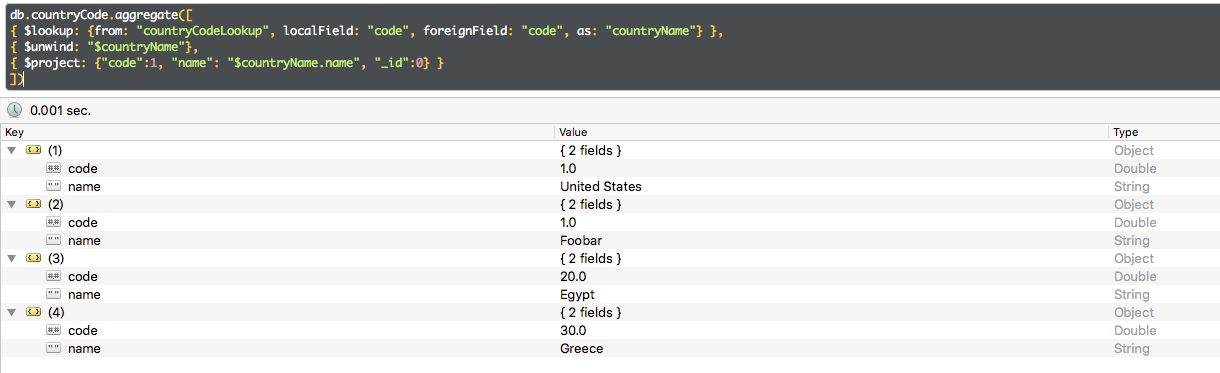 db.countryCode.aggregate([
{ $lookup: {from: "countryCodeLookup", localField: "code", foreignField: "code", as: "countryName"} },
{ $unwind: "$countryName"},
{ $project: {"code":1, "name": "$countryName.name", "_id":0} }
])
0.001 sec.
Key Value Type
(1) { 2 fields } Object
## code 1.0 Double
" " name United States String
(2) { 2 fields } Object
## code 1.0 Double
" " name Foobar String
(3) { 2 fields } Object
## code 20.0 Double
" " name Egypt String
(4) { 2 fields } Object
## code 30.0 Double
" " name Greece String